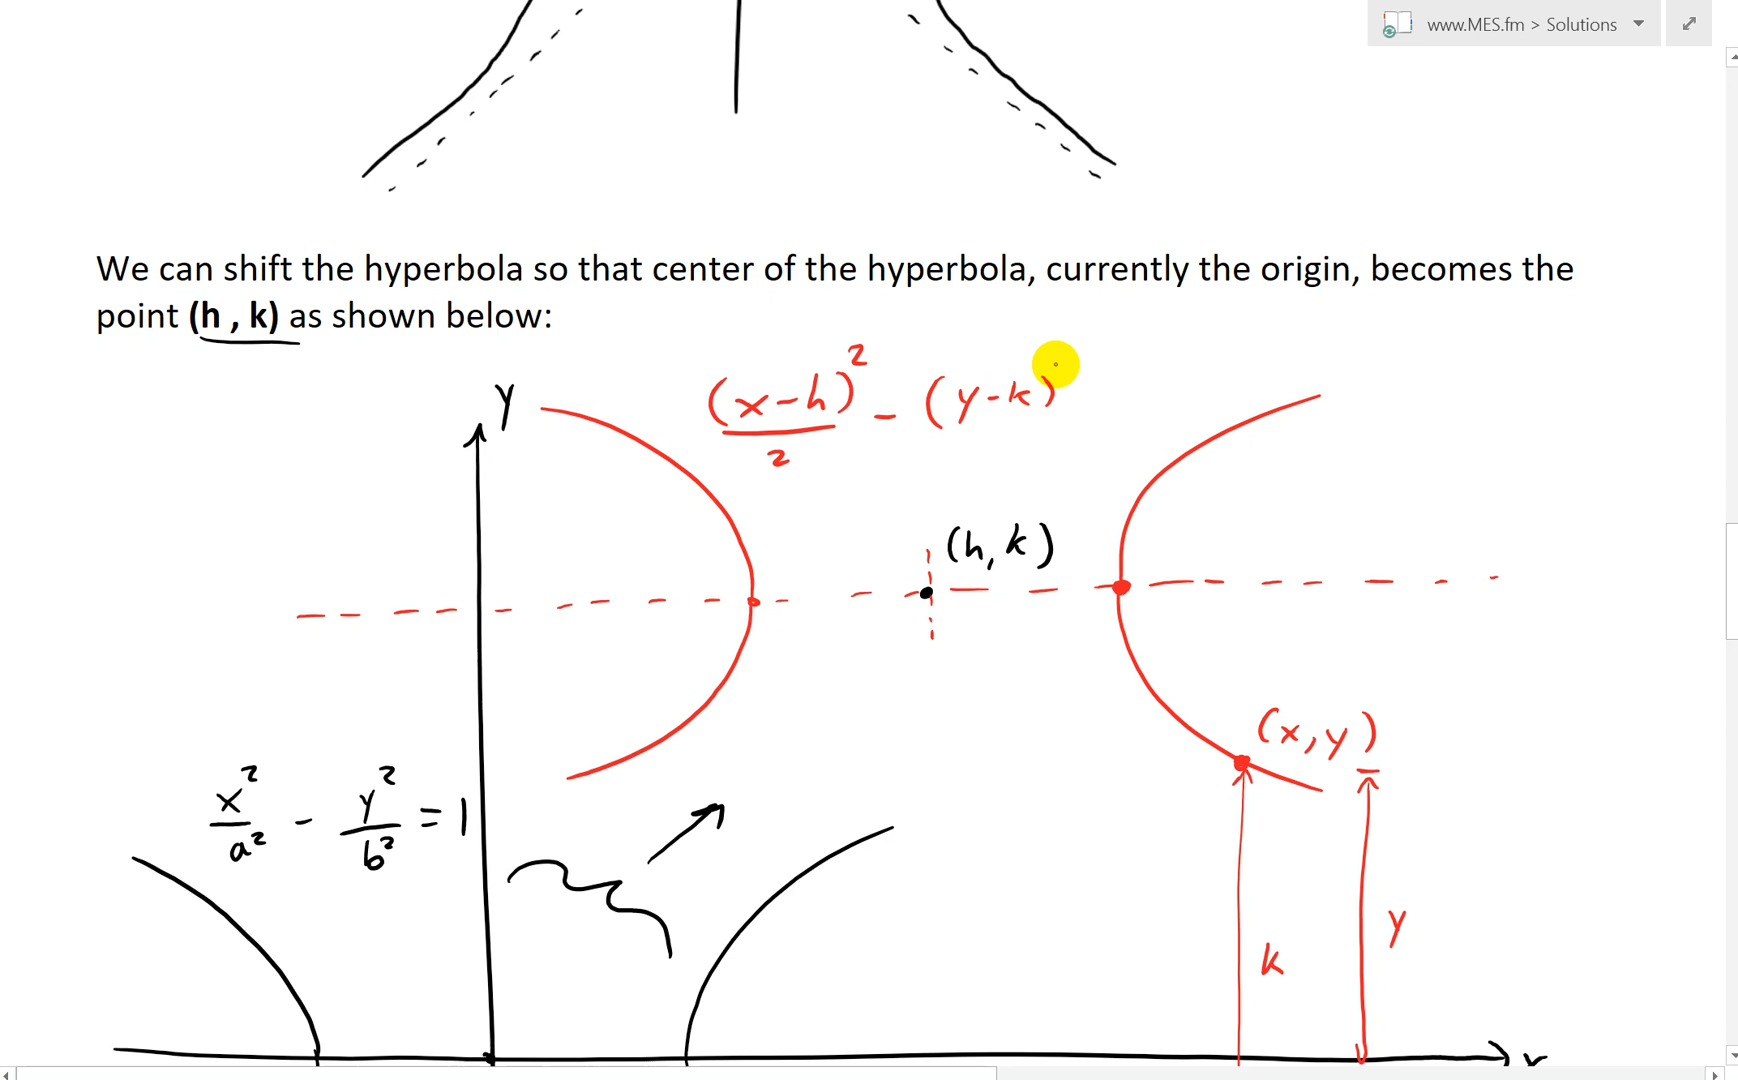 www.MES.fm > Solutions
We can shift the hyperbola so that center of the hyperbola, currently the origin, becomes the
point (h , k) as shown below:
y
(x-h)² - (y-k)
2
(h, k)
(x, y)
x²/a² - y²/b² = 1
y
k
x